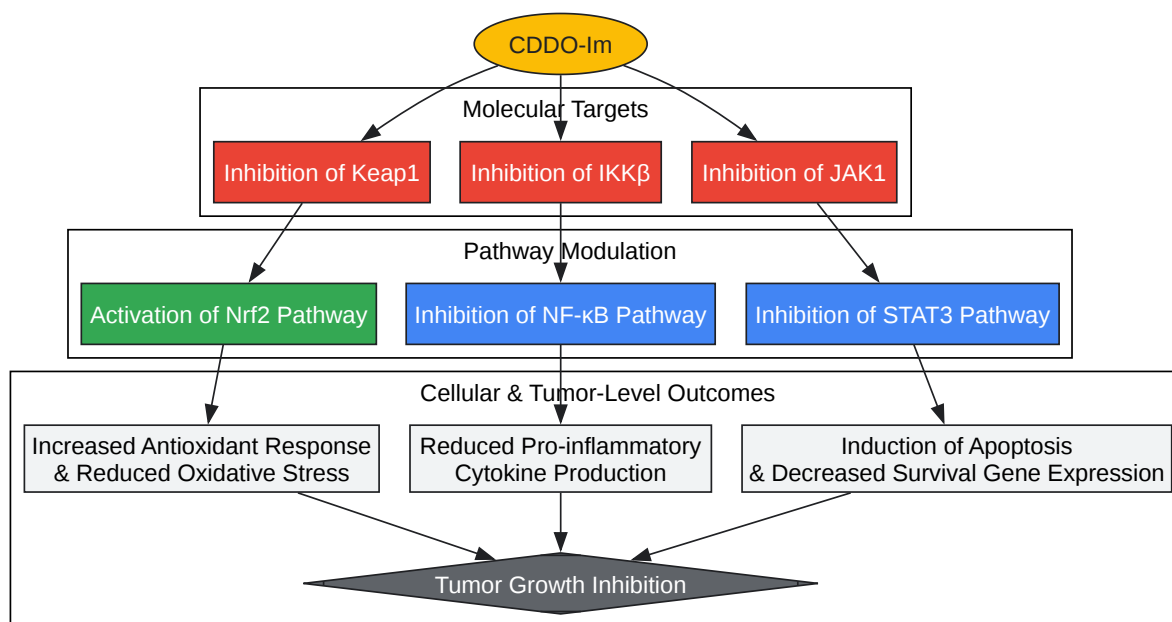 CDDO-Im
Molecular Targets
Inhibition of Keap1
Inhibition of IKKβ
Inhibition of JAK1
Pathway Modulation
Activation of Nrf2 Pathway
Inhibition of NF-κB Pathway
Inhibition of STAT3 Pathway
Cellular & Tumor-Level Outcomes
Increased Antioxidant Response
& Reduced Oxidative Stress
Reduced Pro-inflammatory
Cytokine Production
Induction of Apoptosis
& Decreased Survival Gene Expression
Tumor Growth Inhibition